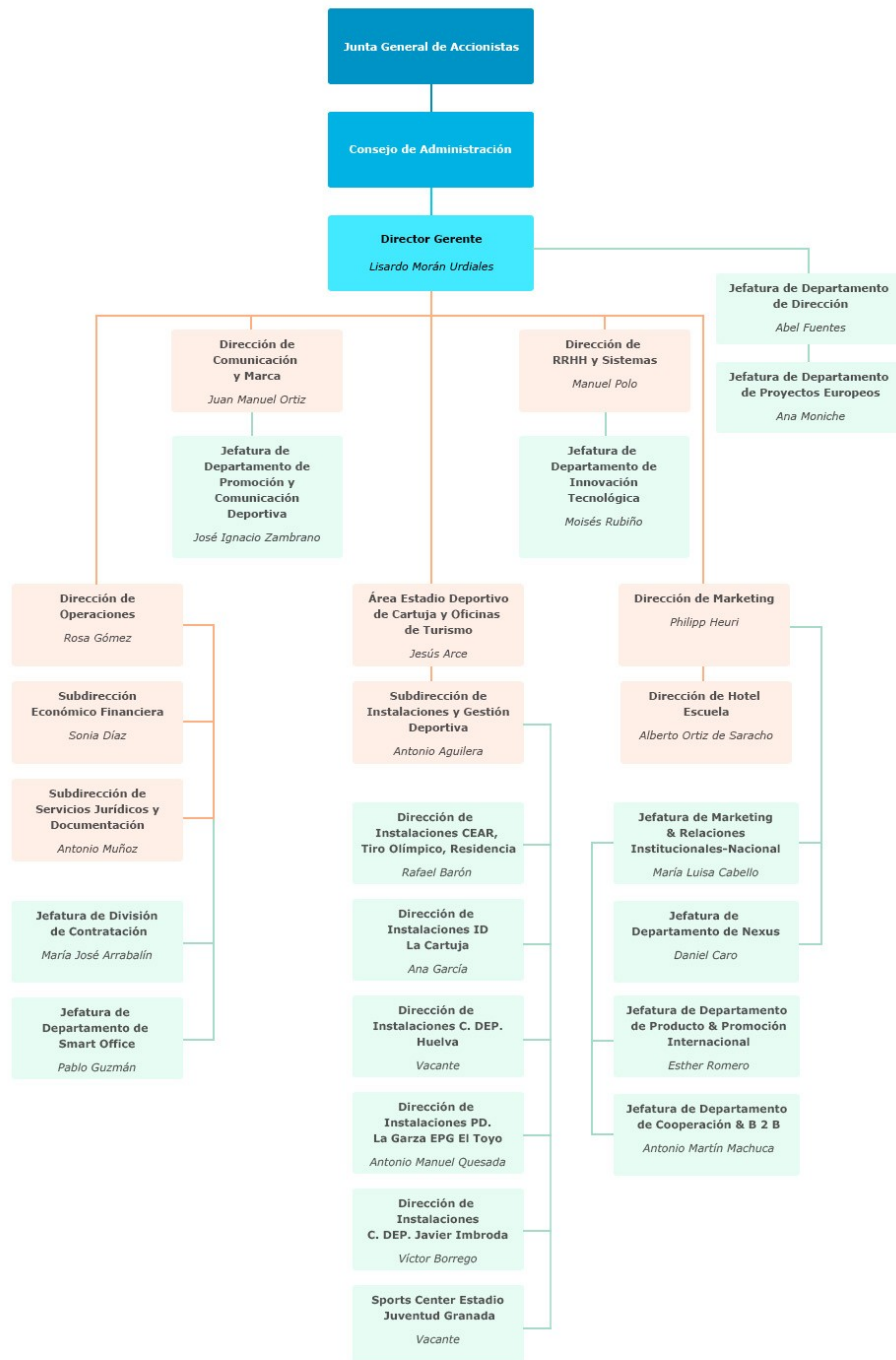 Junta General de Accionistas
Consejo de Administración
Director Gerente
Lisardo Morán Urdiales
Jefatura de Departamento
de Dirección
Abel Fuentes
Jefatura de Departamento
de Proyectos Europeos
Ana Moniche
Dirección de
Comunicación
y Marca
Juan Manuel Ortiz
Dirección de
RRHH y Sistemas
Manuel Polo
Jefatura de
Departamento de
Promoción y
Comunicación
Deportiva
José Ignacio Zambrano
Jefatura de
Departamento de
Innovación
Tecnológica
Moisés Rubiño
Dirección de
Operaciones
Rosa Gómez
Subdirección
Económico Financiera
Sonia Díaz
Subdirección de
Servicios Jurídicos y
Documentación
Antonio Muñoz
Jefatura de División
de Contratación
María José Arrabalín
Jefatura de
Departamento de
Smart Office
Pablo Guzmán
Área Estadio Deportivo
de Cartuja y Oficinas
de Turismo
Jesús Arce
Subdirección de
Instalaciones y Gestión
Deportiva
Antonio Aguilera
Dirección de
Instalaciones CEAR,
Tiro Olímpico, Residencia
Rafael Barón
Dirección de
Instalaciones ID
La Cartuja
Ana García
Dirección de
Instalaciones C. DEP.
Huelva
Vacante
Dirección de
Instalaciones PD.
La Garza EPG El Toyo
Antonio Manuel Quesada
Dirección de
Instalaciones
C. DEP. Javier Imbroda
Víctor Borrego
Sports Center Estadio
Juventud Granada
Vacante
Dirección de Marketing
Philipp Heuri
Dirección de Hotel
Escuela
Alberto Ortiz de Saracho
Jefatura de Marketing
& Relaciones
Institucionales-Nacional
María Luisa Cabello
Jefatura de
Departamento de Nexus
Daniel Caro
Jefatura de Departamento
de Producto & Promoción
Internacional
Esther Romero
Jefatura de Departamento
de Cooperación & B 2 B
Antonio Martín Machuca